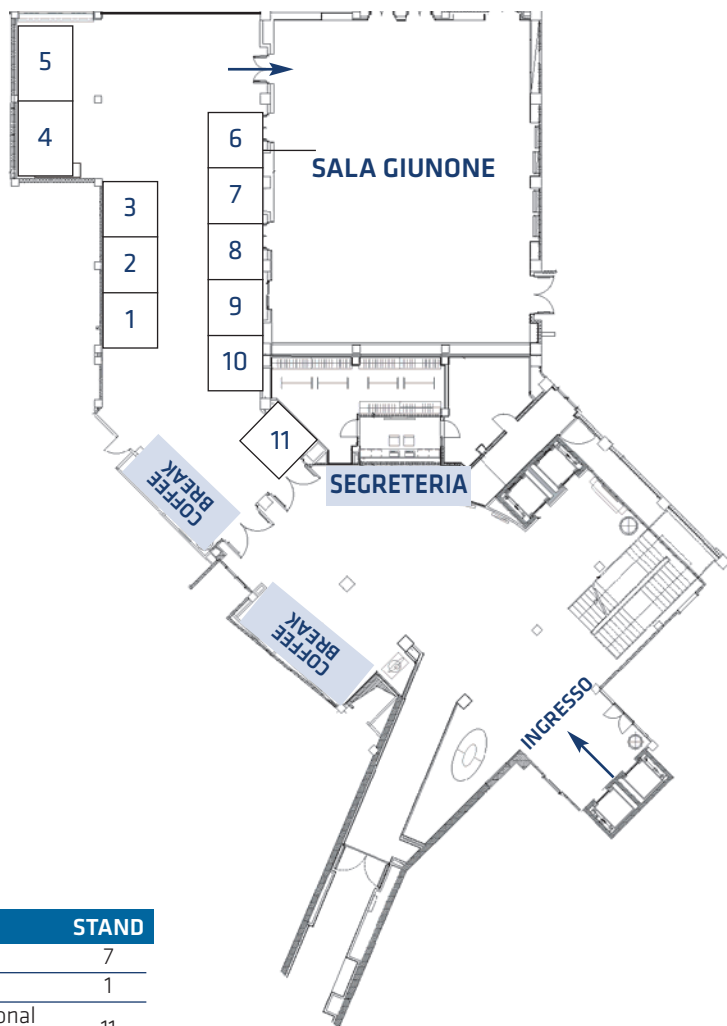 5
4
6
SALA GIUNONE
3
7
2
8
1
9
10
11
COFFEE
BREAK
SEGRETERIA
COFFEE
BREAK
INGRESSO
STAND
7
1
onal
11